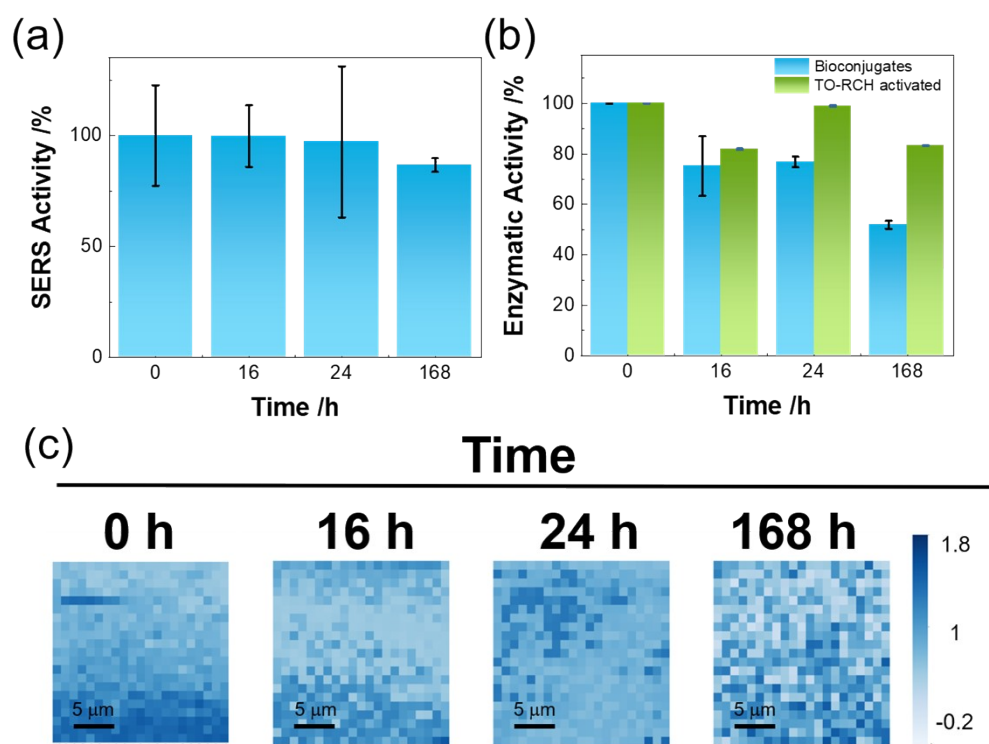 (a)
SERS Activity /%
100
50
0
0 16 24 168
Time /h
(b)
Enzymatic Activity /%
Bioconjugates
TO-RCH activated
100
80
60
40
20
0
0 16 24 168
Time /h
(c)
Time
0 h 16 h 24 h 168 h
5 μm 5 μm 5 μm 5 μm
1.8
1
-0.2